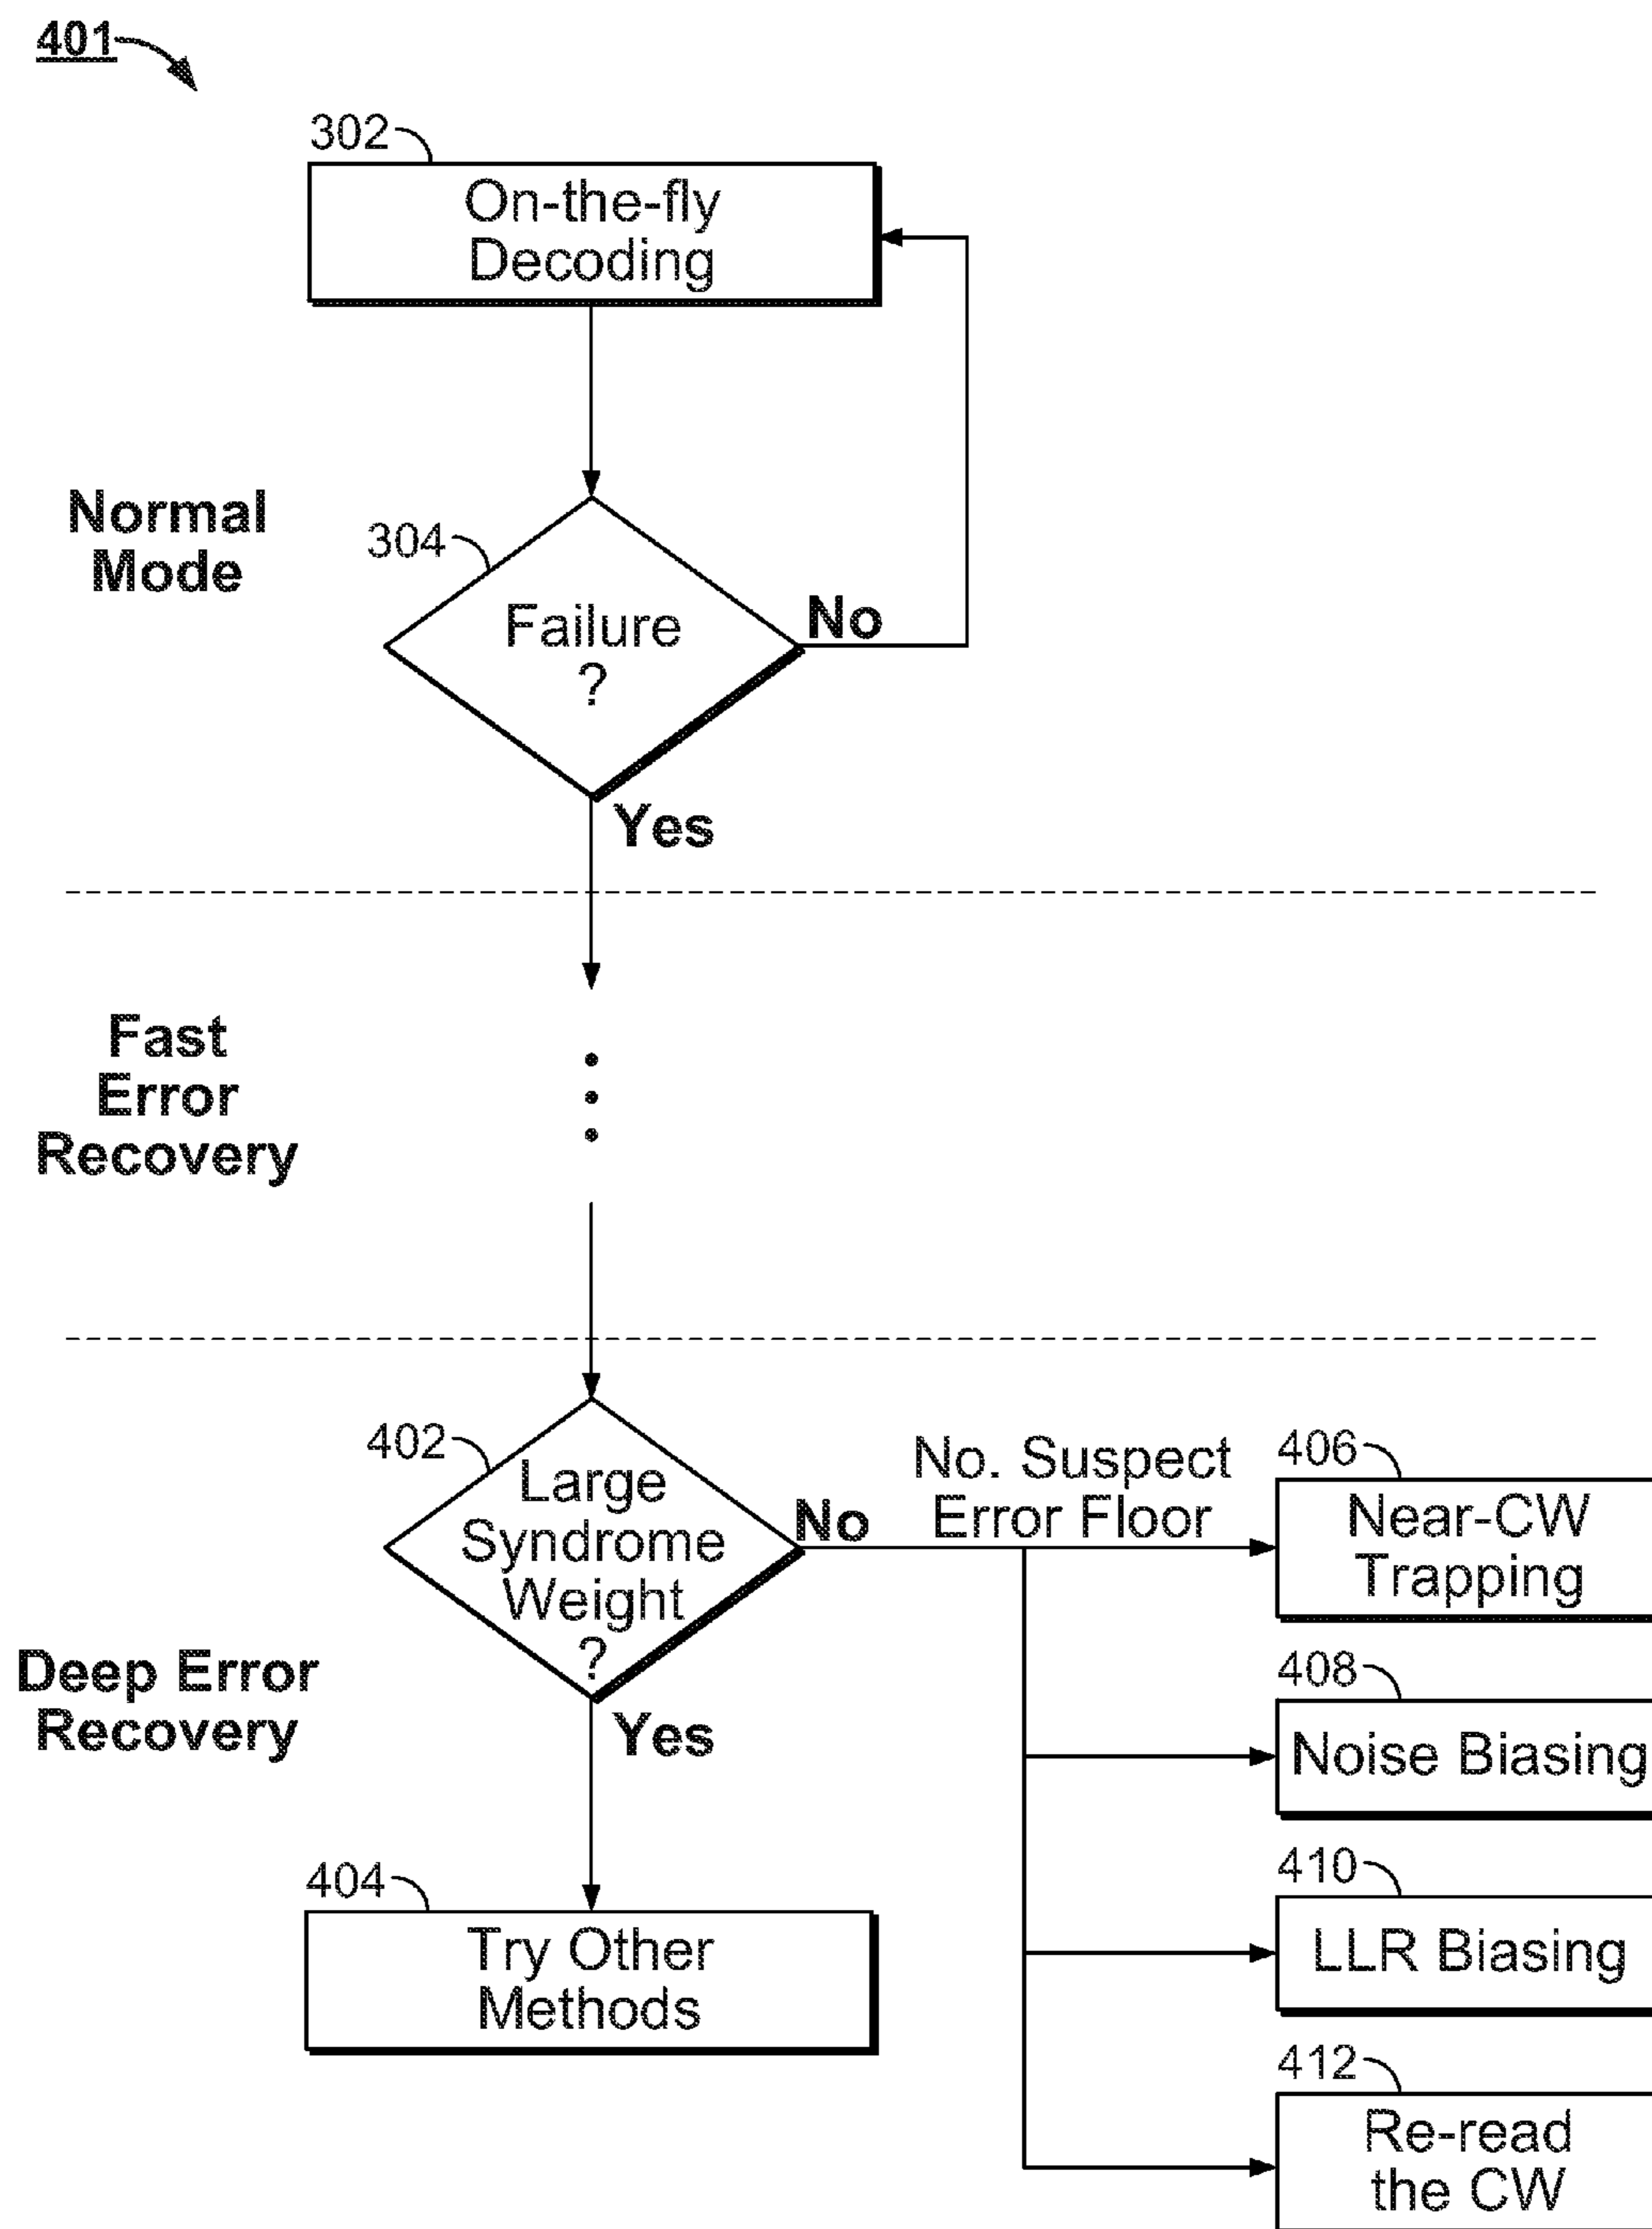 401
302
On-the-fly
Decoding
Normal
Mode
304
Failure
?
No
Yes
Fast
Error
Recovery
402
Large
Syndrome
Weight
?
No
No. Suspect
Error Floor
406
Near-CW
Trapping
408
Noise Biasing
Deep Error
Recovery
Yes
410
LLR Biasing
404
Try Other
Methods
412
Re-read
the CW